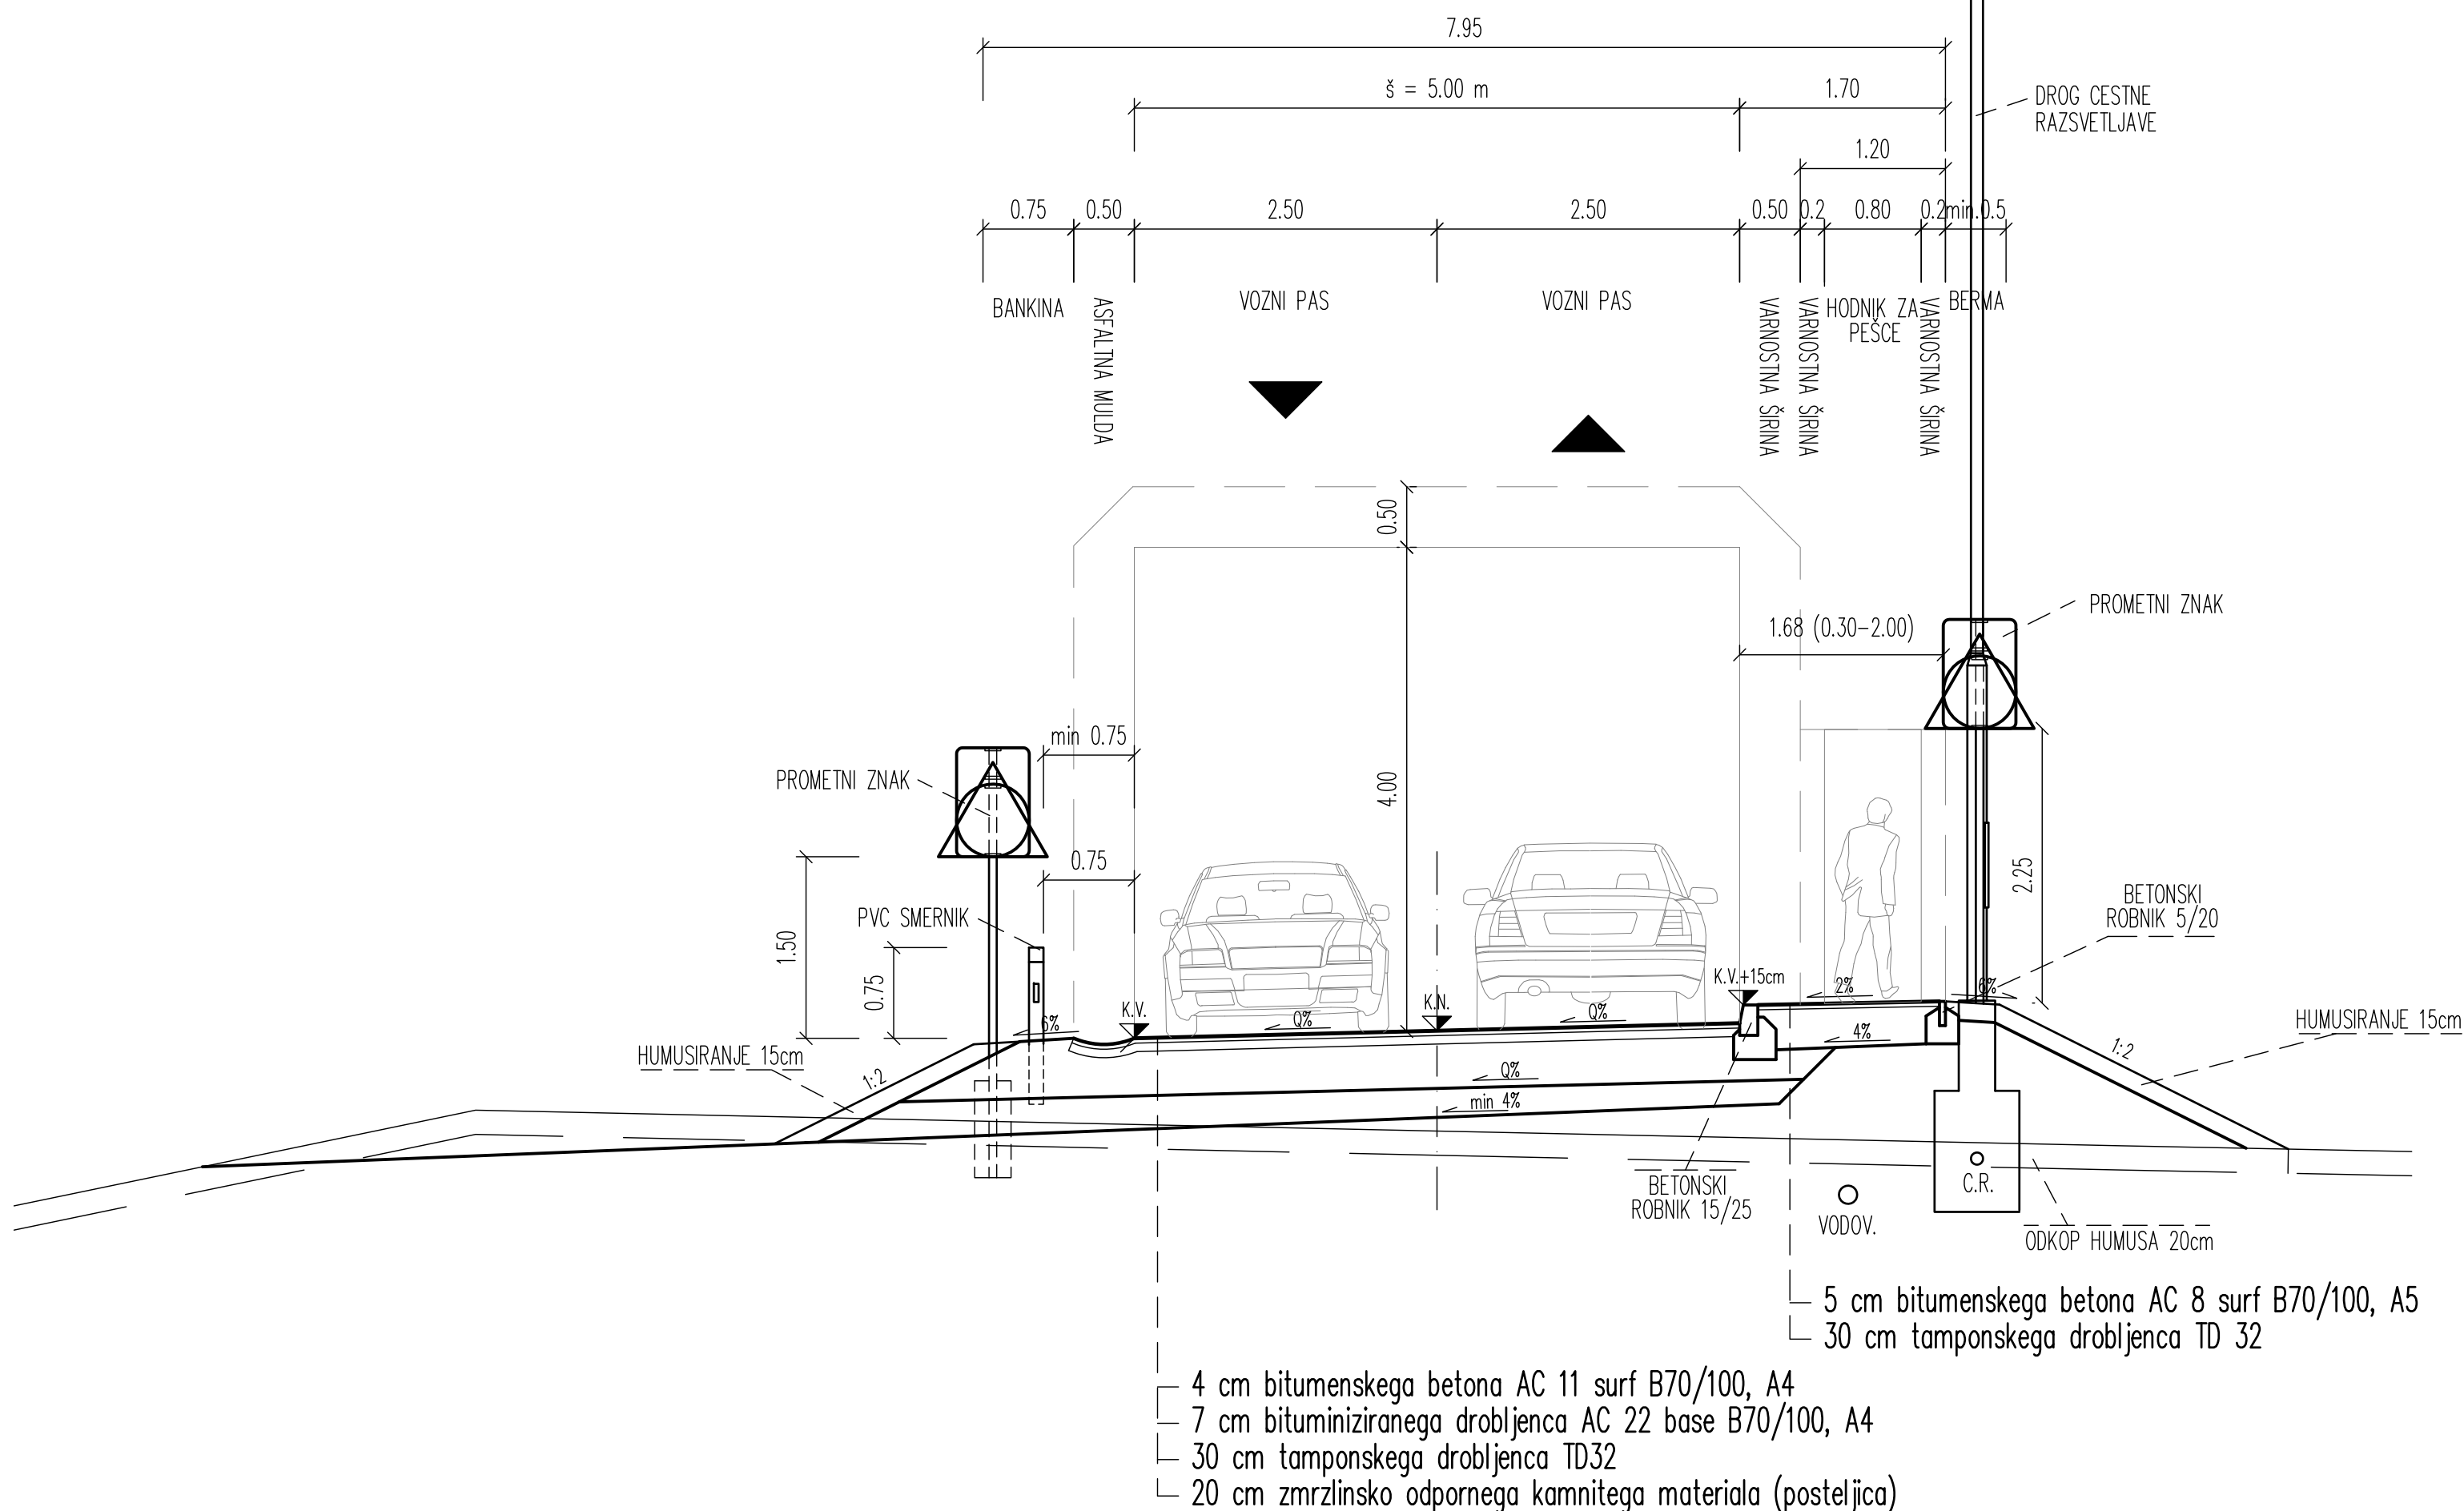 7.95
š = 5.00 m
1.70
DROG CESTNE
RAZSVETLJAVE
1.20
0.75
0.50
2.50
2.50
0.50
0.2
0.80
0.2
min.0.5
BANKINA
ASFALTNA MULDA
VOZNI PAS
VOZNI PAS
VARNOSTNA ŠIRINA
VARNOSTNA ŠIRINA
HODNIK ZA
PEŠCE
VARNOSTNA ŠIRINA
BERMA
0.50
PROMETNI ZNAK
1.68 (0.30-2.00)
min 0.75
PROMETNI ZNAK
4.00
0.75
2.25
BETONSKI
ROBNIK 5/20
PVC SMERNIK
1.50
0.75
K.V.+15cm
2%
6%
K.V.
K.N.
6%
Q%
Q%
4%
HUMUSIRANJE 15cm
HUMUSIRANJE 15cm
1:2
1:2
Q%
min 4%
BETONSKI
ROBNIK 15/25
C.R.
VODOV.
ODKOP HUMUSA 20cm
5 cm bitumenskega betona AC 8 surf B70/100, A5
30 cm tamponskega drobljenca TD 32
4 cm bitumenskega betona AC 11 surf B70/100, A4
7 cm bituminiziranega drobljenca AC 22 base B70/100, A4
30 cm tamponskega drobljenca TD32
20 cm zmrzlinsko odpornega kamnitega materiala (posteljica)